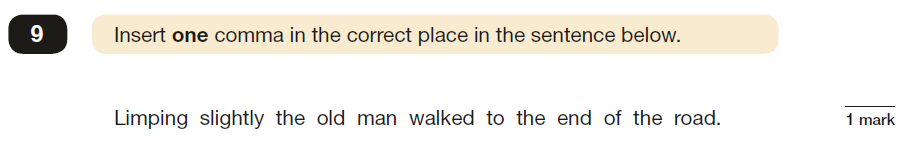 9 Insert one comma in the correct place in the sentence below.
Limping slightly the old man walked to the end of the road.
1 mark